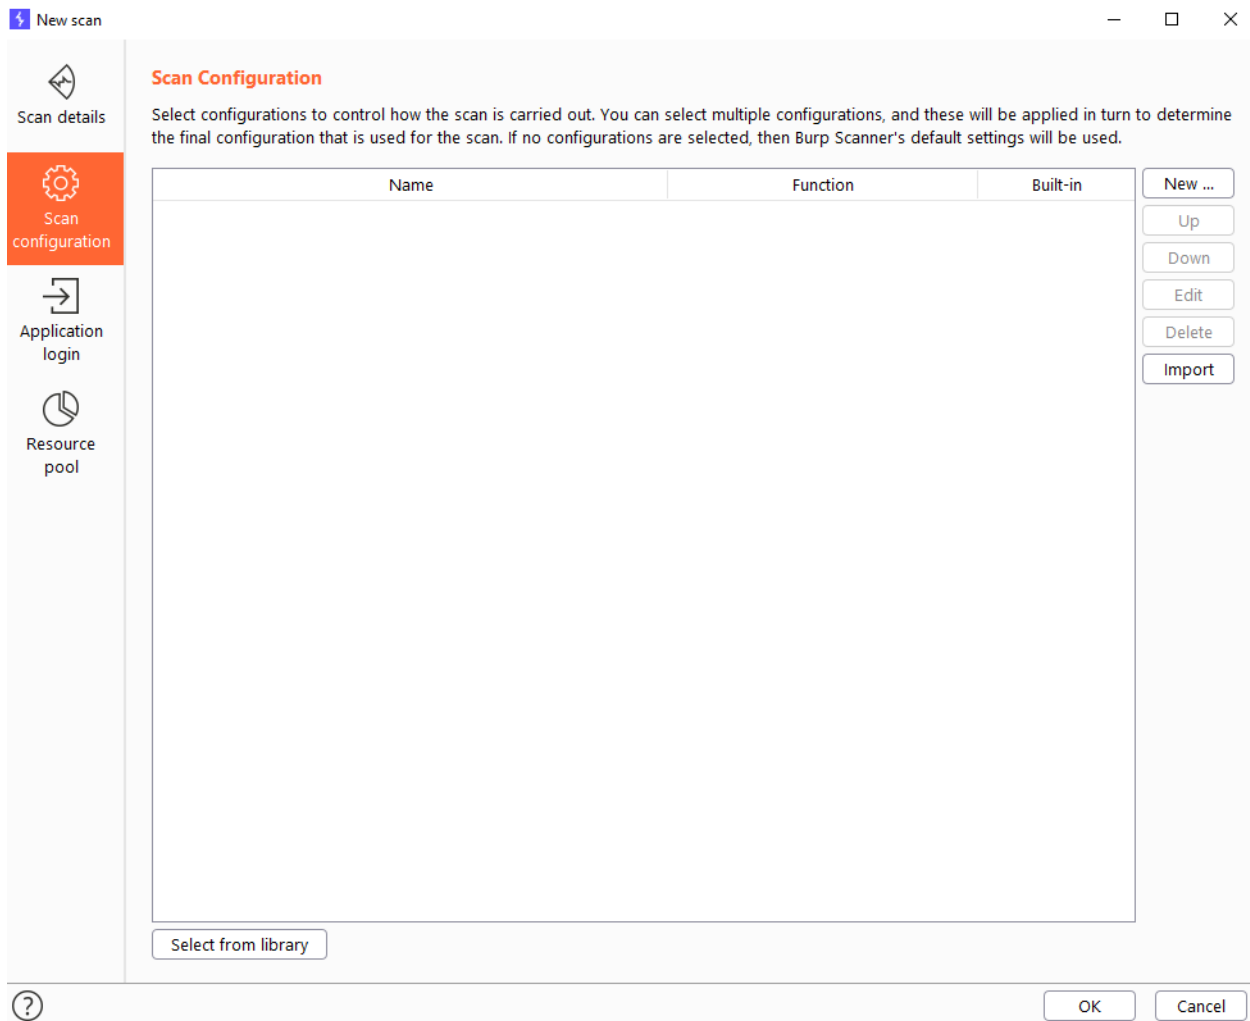 New scan
Scan details
Scan
configuration
Application
login
Resource
pool
Scan Configuration
Select configurations to control how the scan is carried out. You can select multiple configurations, and these will be applied in turn to determine
the final configuration that is used for the scan. If no configurations are selected, then Burp Scanner's default settings will be used.
Name Function Built-in
New ...
Up
Down
Edit
Delete
Import
Select from library
? OK Cancel